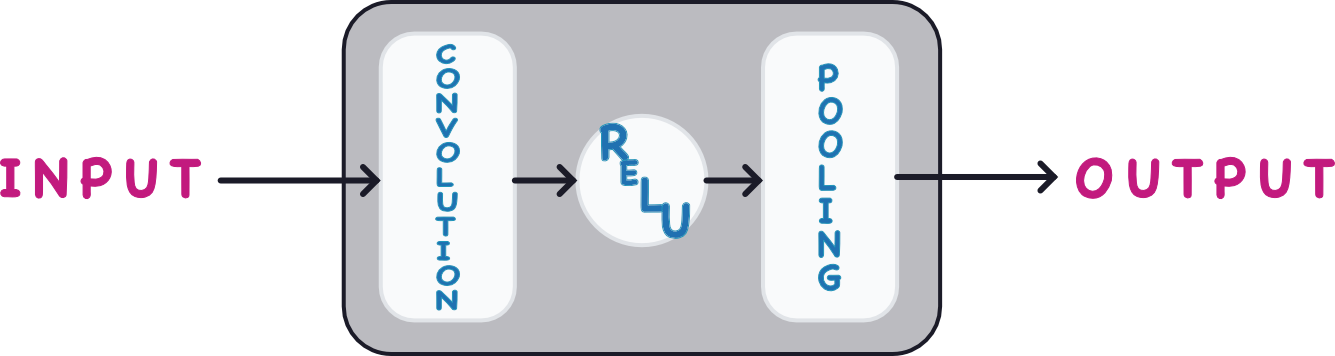 INPUT
CONVOLUTION
RELU
POOLING
OUTPUT